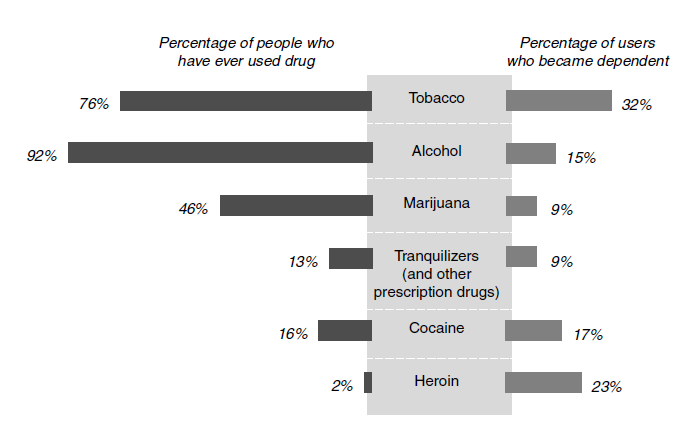 Percentage of people who
have ever used drug
Percentage of users
who became dependent
76%
Tobacco
32%
92%
Alcohol
15%
46%
Marijuana
9%
13%
Tranquilizers
(and other
prescription drugs)
9%
16%
Cocaine
17%
2%
Heroin
23%